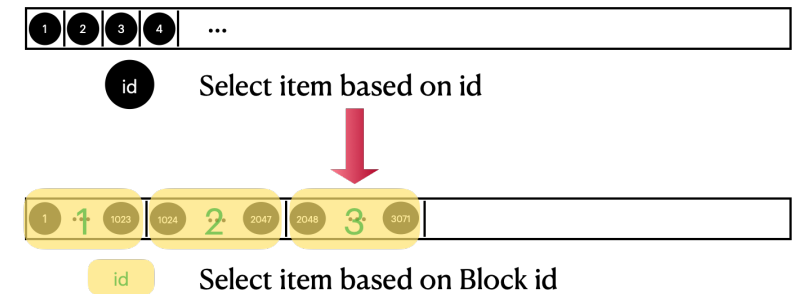 1 2 3 4 ...
id Select item based on id
1 ... 1 1023 1024 2 ... 2047 2048 3 ... 3071
id Select item based on Block id